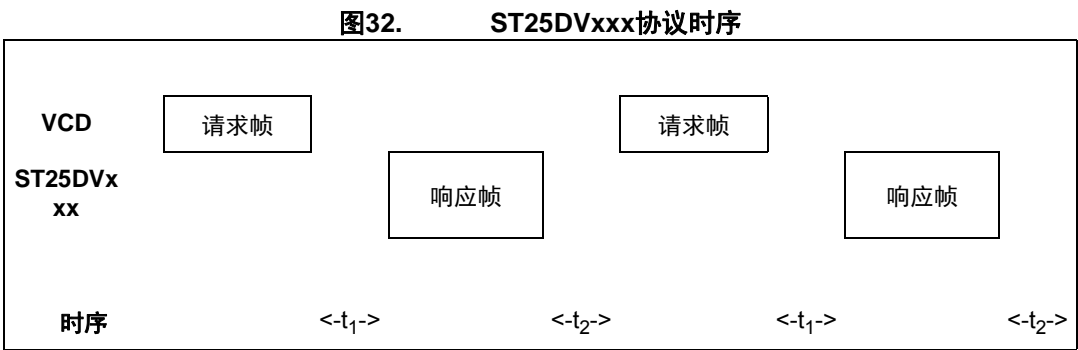 图32. ST25DVxxx协议时序
VCD 请求帧 请求帧
ST25DVx
xx 响应帧 响应帧
时序 <-t₁-> <-t₂-> <-t₁-> <-t₂->